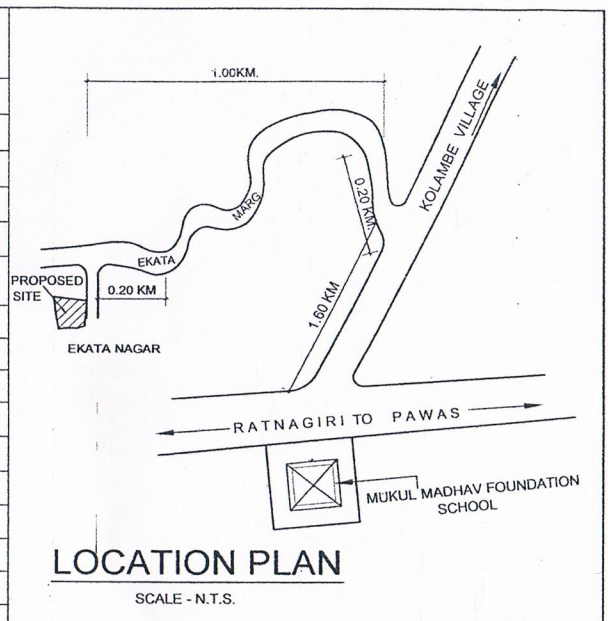 1.00KM.
KOLAMBE VILLAGE
0.20 KM.
MARG
EKATA
PROPOSED
SITE
0.20 KM
1.60 KM
EKATA NAGAR
RATNAGIRI TO PAWAS
MUKUL MADHAV FOUNDATION
SCHOOL
LOCATION PLAN
SCALE - N.T.S.